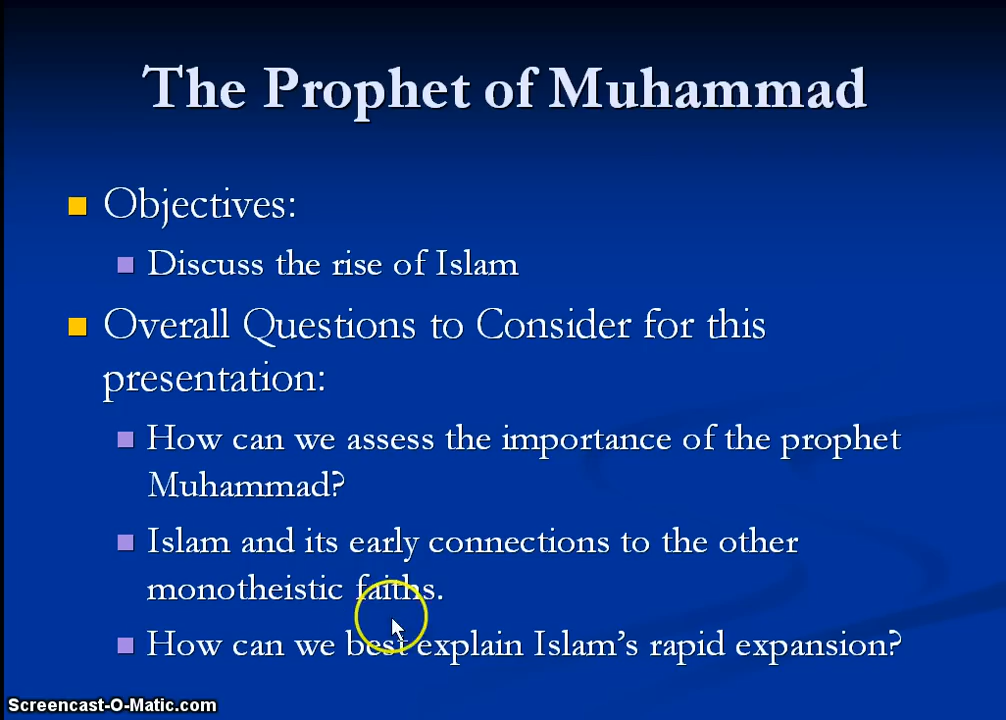 The Prophet of Muhammad
Objectives:
Discuss the rise of Islam
Overall Questions to Consider for this
presentation:
How can we assess the importance of the prophet
Muhammad?
Islam and its early connections to the other
monotheistic faiths.
How can we best explain Islam's rapid expansion?
Screencast-O-Matic.com